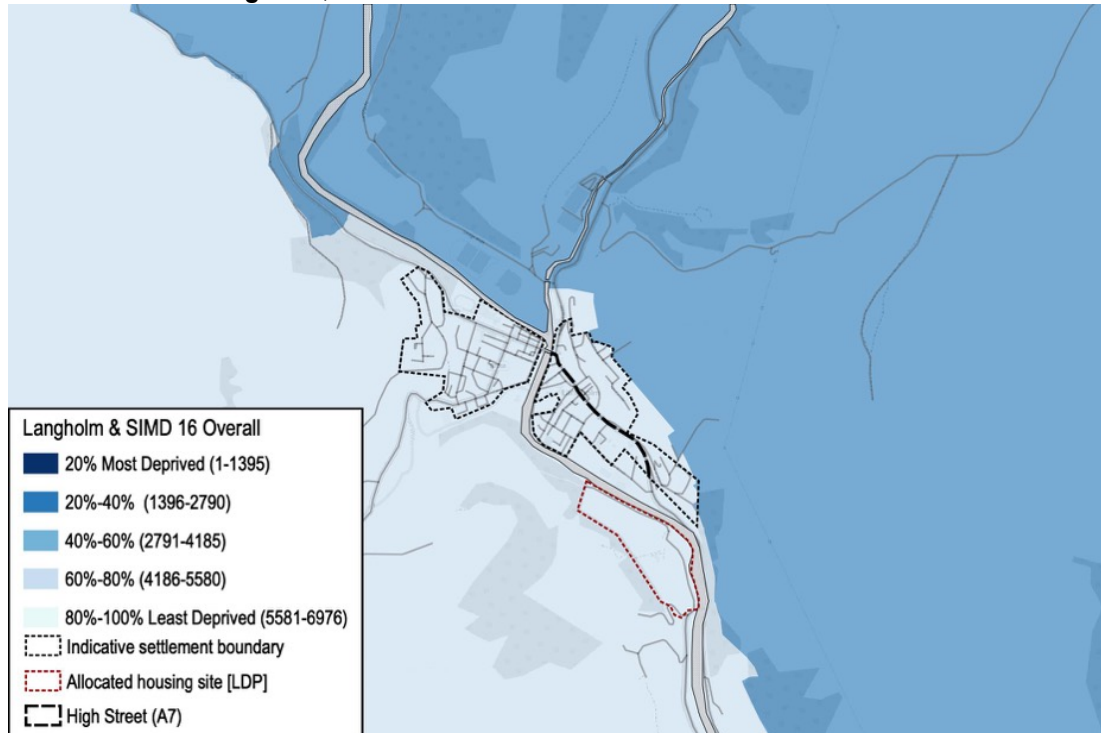 Langholm & SIMD 16 Overall
20% Most Deprived (1-1395)
20%-40% (1396-2790)
40%-60% (2791-4185)
60%-80% (4186-5580)
80%-100% Least Deprived (5581-6976)
Indicative settlement boundary
Allocated housing site [LDP]
High Street (A7)